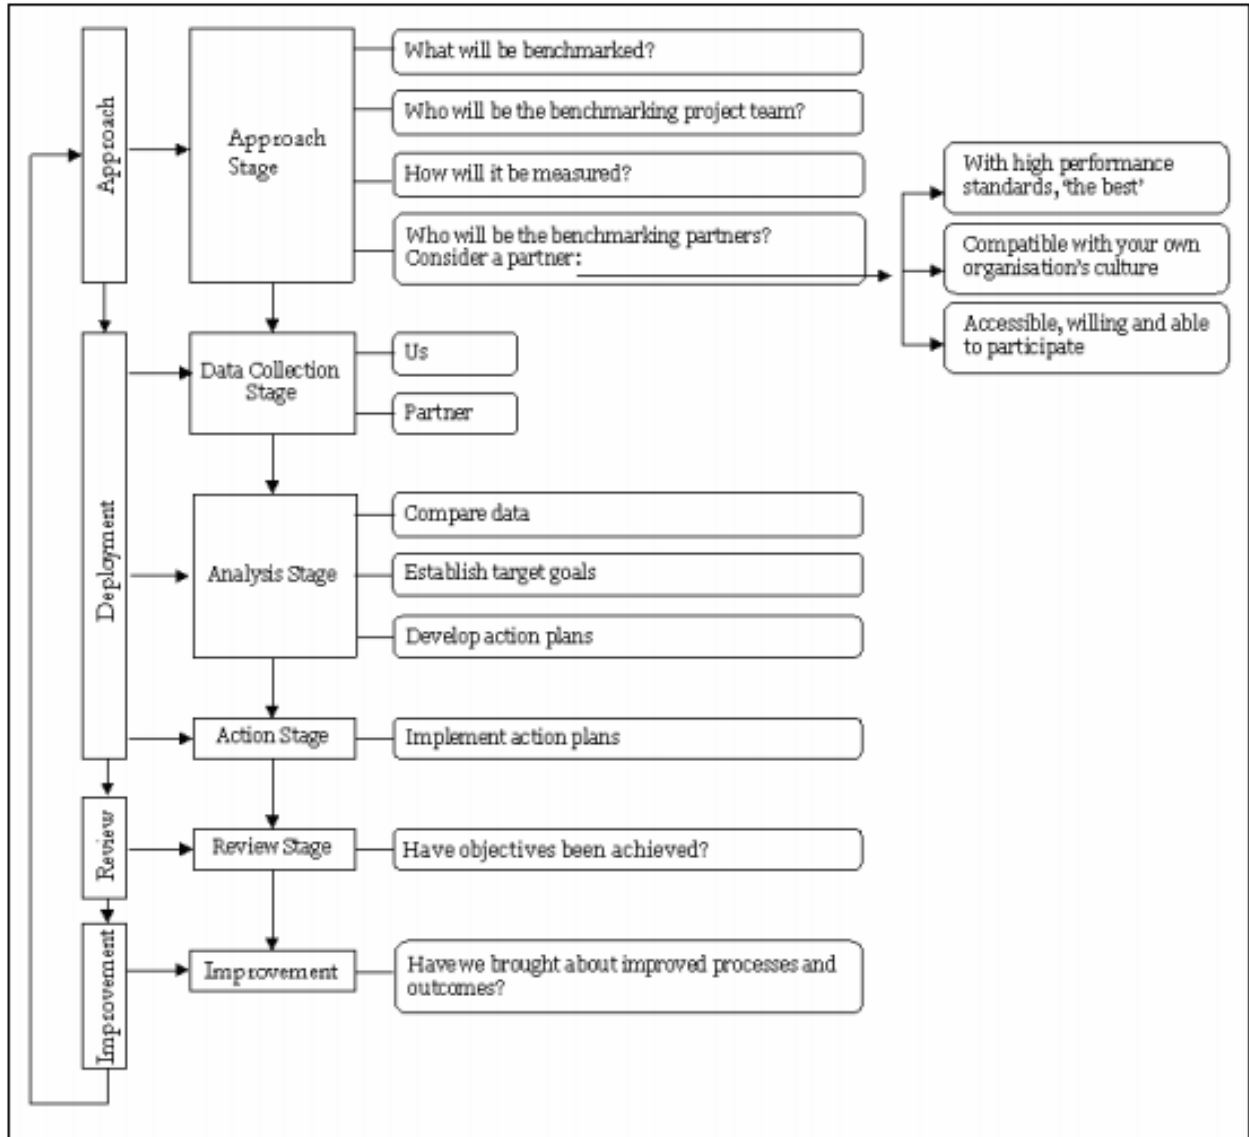 Approach
Approach
Stage
What will be benchmarked?
Who will be the benchmarking project team?
How will it be measured?
Who will be the benchmarking partners?
Consider a partner:
With high performance
standards, ‘the best’
Compatible with your own
organisation’s culture
Accessible, willing and able
to participate
Deployment
Data Collection
Stage
Us
Partner
Analysis Stage
Compare data
Establish target goals
Develop action plans
Action Stage
Implement action plans
Review
Review Stage
Have objectives been achieved?
Improvement
Improvement
Have we brought about improved processes and
outcomes?